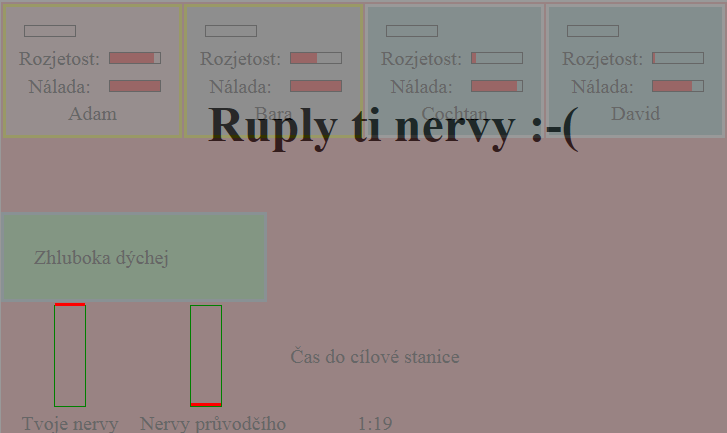 Rozjetost: Rozjetost: Rozjetost: Rozjetost:
Nálada: Nálada: Nálada: Nálada:
Adam Bara Cochtan David
Ruply ti nervy :-(
Zhluboka dýchej
Čas do cílové stanice
Tvoje nervy Nervy průvodčího 1:19